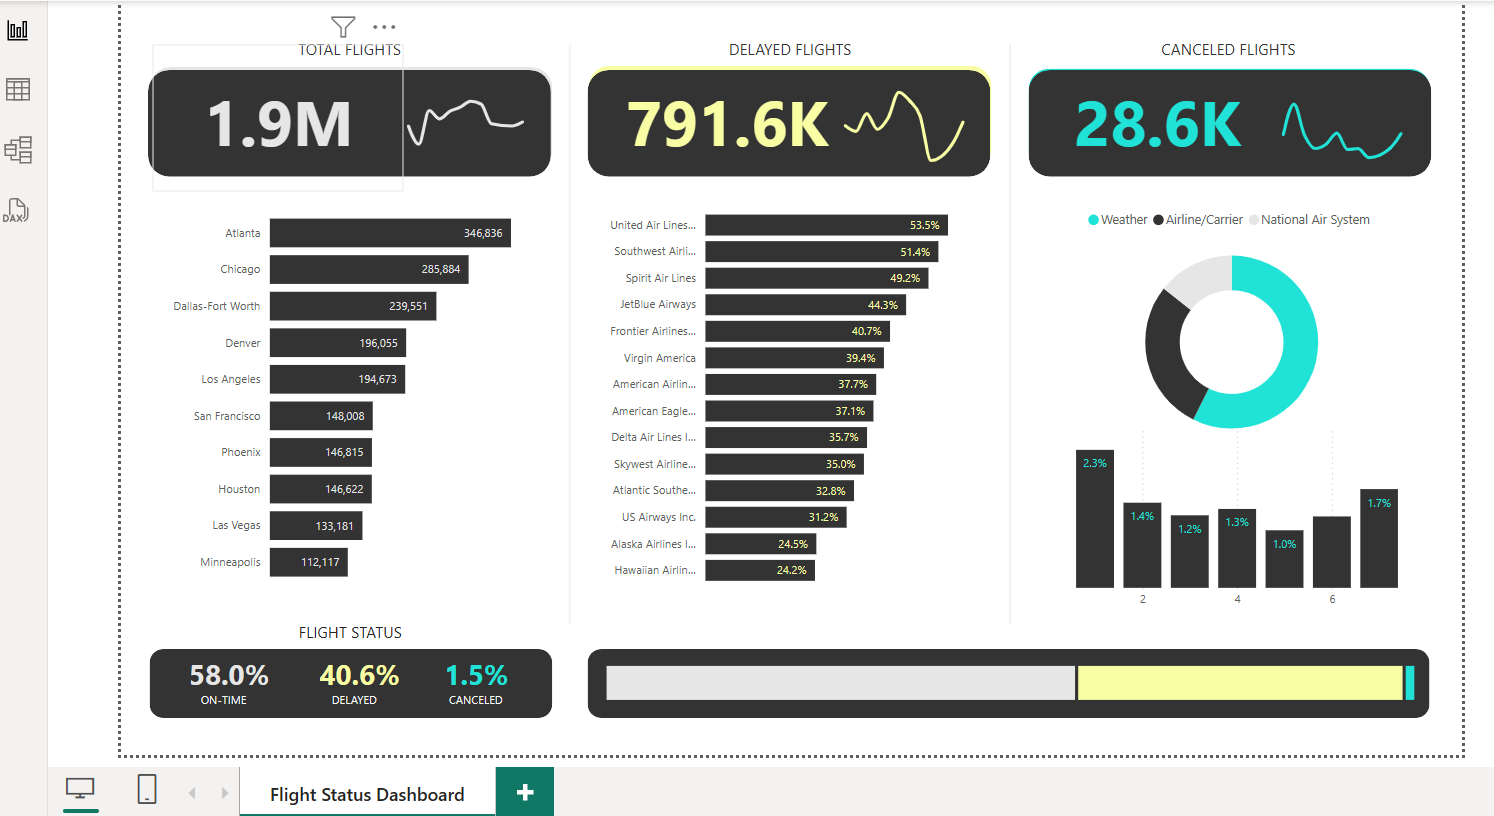 DAX
TOTAL FLIGHTS
1.9M
Atlanta 346,836
Chicago 285,884
Dallas-Fort Worth 239,551
Denver 196,055
Los Angeles 194,673
San Francisco 148,008
Phoenix 146,815
Houston 146,622
Las Vegas 133,181
Minneapolis 112,117
DELAYED FLIGHTS
791.6K
United Air Lines... 53.5%
Southwest Airli... 51.4%
Spirit Air Lines 49.2%
JetBlue Airways 44.3%
Frontier Airlines... 40.7%
Virgin America 39.4%
American Airlin... 37.7%
American Eagle... 37.1%
Delta Air Lines I... 35.7%
Skywest Airline... 35.0%
Atlantic Southe... 32.8%
US Airways Inc. 31.2%
Alaska Airlines I... 24.5%
Hawaiian Airlin... 24.2%
CANCELED FLIGHTS
28.6K
Weather Airline/Carrier National Air System
2.3% 1.4% 1.2% 1.3% 1.0% 1.7%
2 4 6
FLIGHT STATUS
58.0% 40.6% 1.5%
ON-TIME DELAYED CANCELED
Flight Status Dashboard